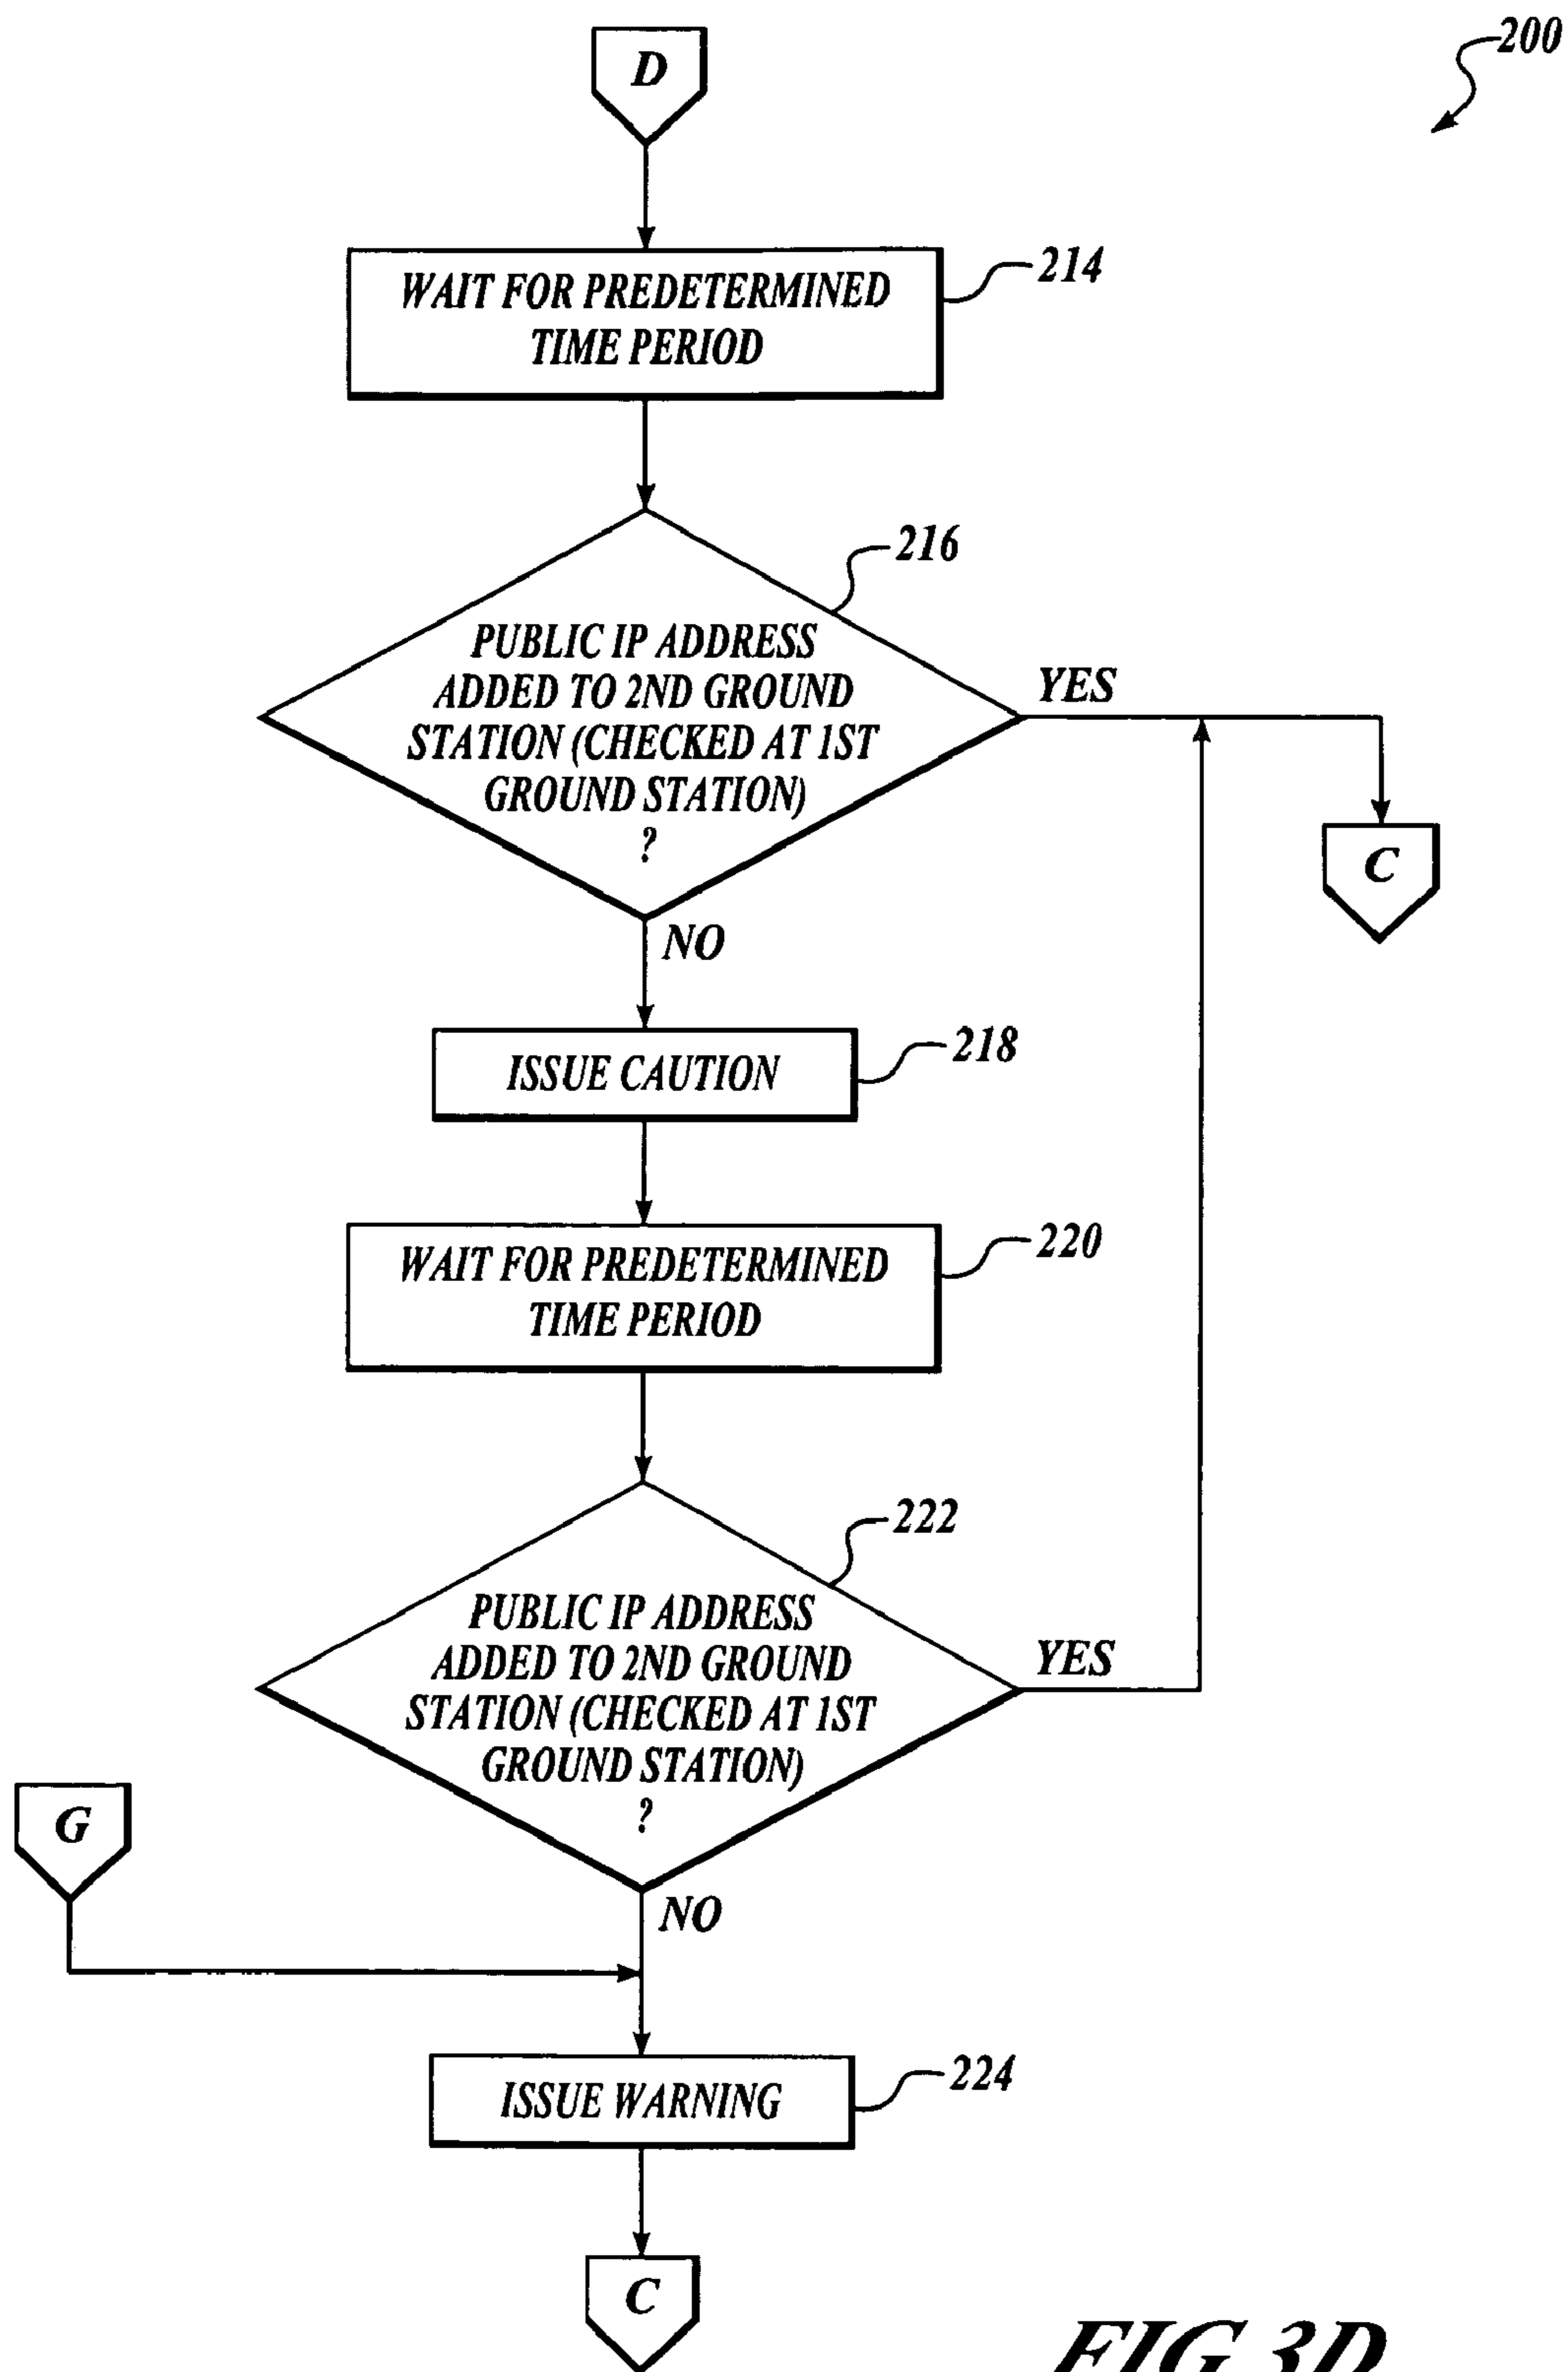 D
200
WAIT FOR PREDETERMINED
TIME PERIOD
214
216
PUBLIC IP ADDRESS
ADDED TO 2ND GROUND
STATION (CHECKED AT 1ST
GROUND STATION)
?
YES
C
NO
ISSUE CAUTION
218
WAIT FOR PREDETERMINED
TIME PERIOD
220
222
PUBLIC IP ADDRESS
ADDED TO 2ND GROUND
STATION (CHECKED AT 1ST
GROUND STATION)
?
YES
G
NO
ISSUE WARNING
224
C
FIG 3D